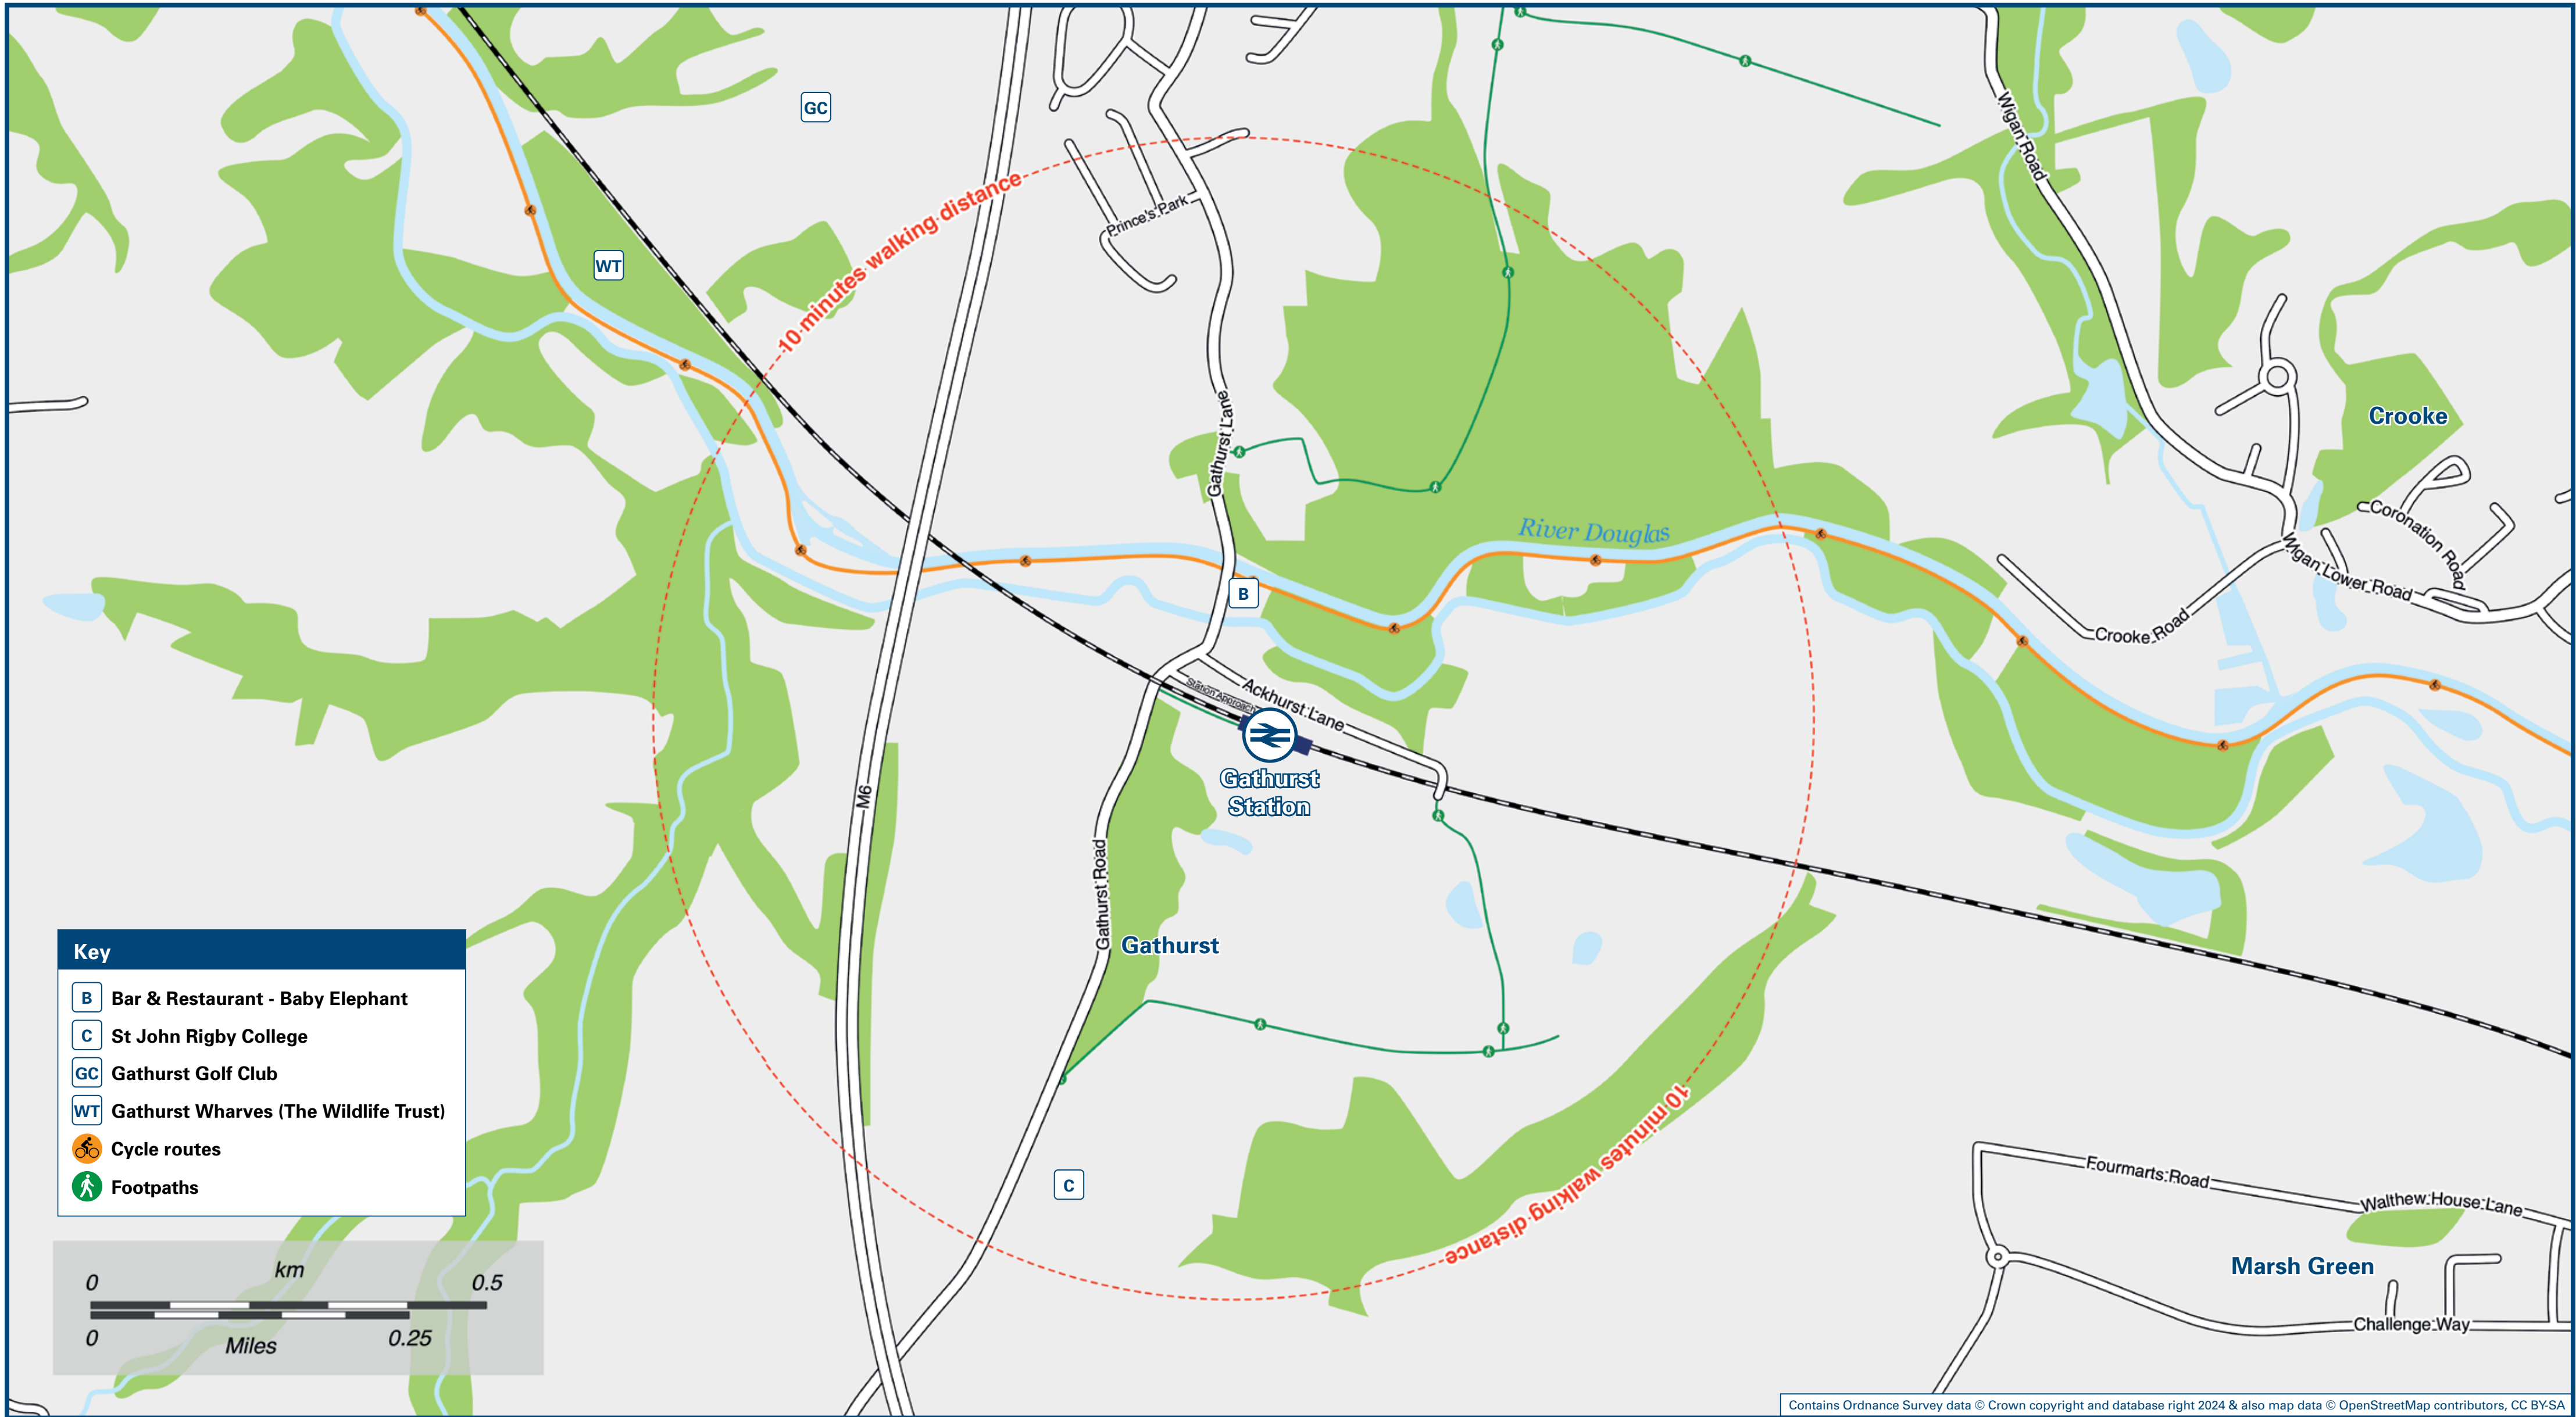 GC
Wigan Road
10 minutes walking distance
Prince's Park
WT
Crooke
Gathurst Lane
Coronation Road
River Douglas
Wigan Lower Road
B
Crooke Road
Station Approach
Ackhurst Lane
Gathurst
Station
M6
Gathurst Road
Gathurst
Key
B Bar & Restaurant - Baby Elephant
C St John Rigby College
GC Gathurst Golf Club
WT Gathurst Wharves (The Wildlife Trust)
Cycle routes
Footpaths
10 minutes walking distance
C
Fourmarts Road
Walthew House Lane
Marsh Green
Challenge Way
km
0 0.5
0 0.25
Miles
Contains Ordnance Survey data © Crown copyright and database right 2024 & also map data © OpenStreetMap contributors, CC BY-SA